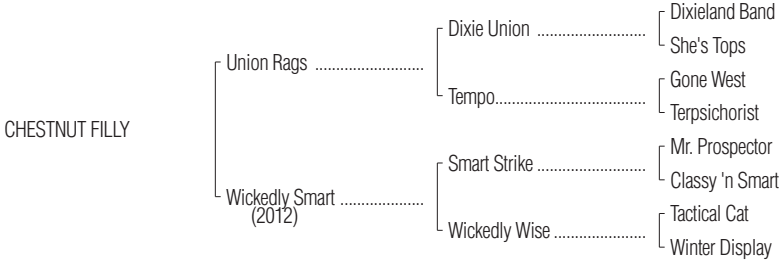 Dixieland Band
Dixie Union ..........................
She's Tops
Union Rags ..........................
Gone West
Tempo....................................
Terpsichorist
CHESTNUT FILLY
Mr. Prospector
Smart Strike ..........................
Classy 'n Smart
Wickedly Smart ....................
(2012)
Tactical Cat
Wickedly Wise ......................
Winter Display